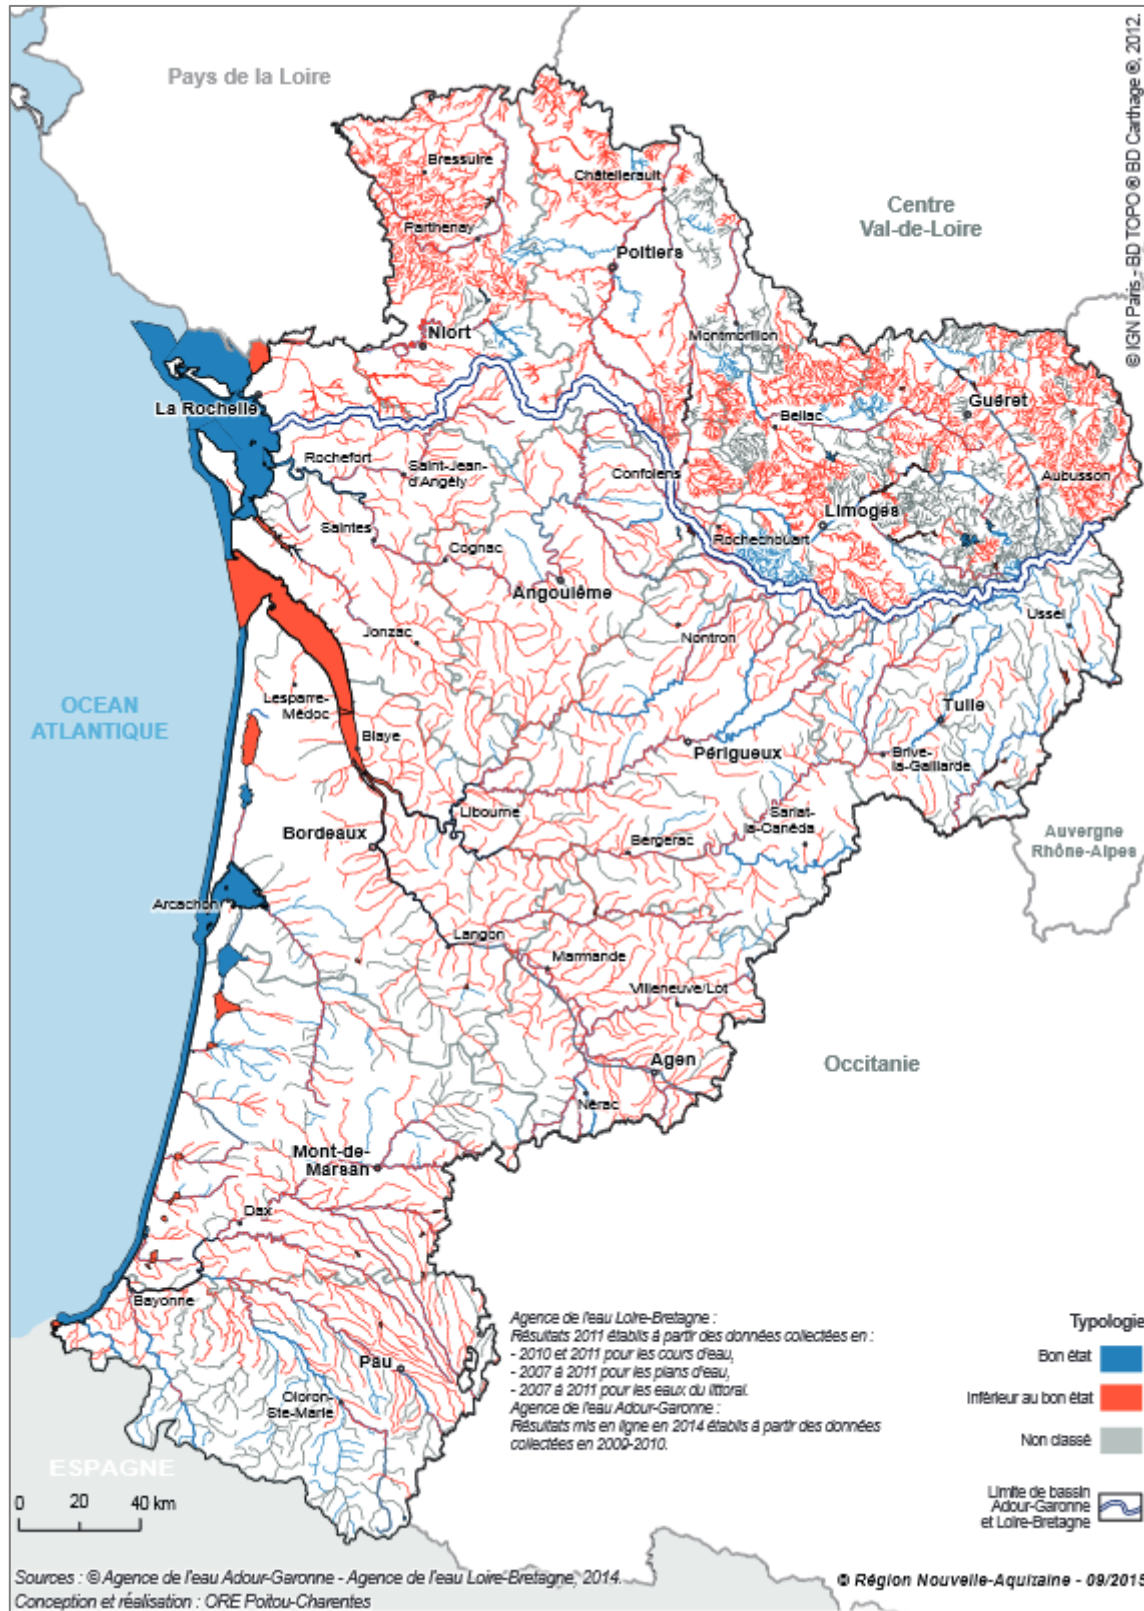 Pays de la Loire
© IGN Paris - BD TOPO ® BD Carthage ®, 2012.
Bressuire
Châtellerault
Centre
Val-de-Loire
Parthenay
Poitiers
Niort
Montmorillon
La Rochelle
Guéret
Bellac
Rochefort
Saint-Jean-
d'Angély
Confolens
Aubusson
Limoges
Saintes
Rochechouart
Cognac
Angoulême
Ussel
Jonzac
Nontron
OCEAN
ATLANTIQUE
Lesparre-
Médoc
Tulle
Blaye
Périgueux
Brive-
la-Gaillarde
Libourne
Sarlat-
la-Canéda
Bordeaux
Bergerac
Auvergne
Rhône-Alpes
Arcachon
Langon
Marmande
Villeneuve/Lot
Agen
Occitanie
Nérac
Mont-de-
Marsan
Dax
Bayonne
Pau
Oloron-
Ste-Marie
ESPAGNE
Agence de l'eau Loire-Bretagne :
Résultats 2011 établis à partir des données collectées en :
- 2010 et 2011 pour les cours d'eau,
- 2007 à 2011 pour les plans d'eau,
- 2007 à 2011 pour les eaux du littoral.
Agence de l'eau Adour-Garonne :
Résultats mis en ligne en 2014 établis à partir des données
collectées en 2009-2010.
Typologie
Bon état
Inférieur au bon état
Non classé
Limite de bassin
Adour-Garonne
et Loire-Bretagne
0 20 40 km
Sources : © Agence de l'eau Adour-Garonne - Agence de l'eau Loire-Bretagne, 2014.
Conception et réalisation : ORE Poitou-Charentes
© Région Nouvelle-Aquitaine - 09/2015